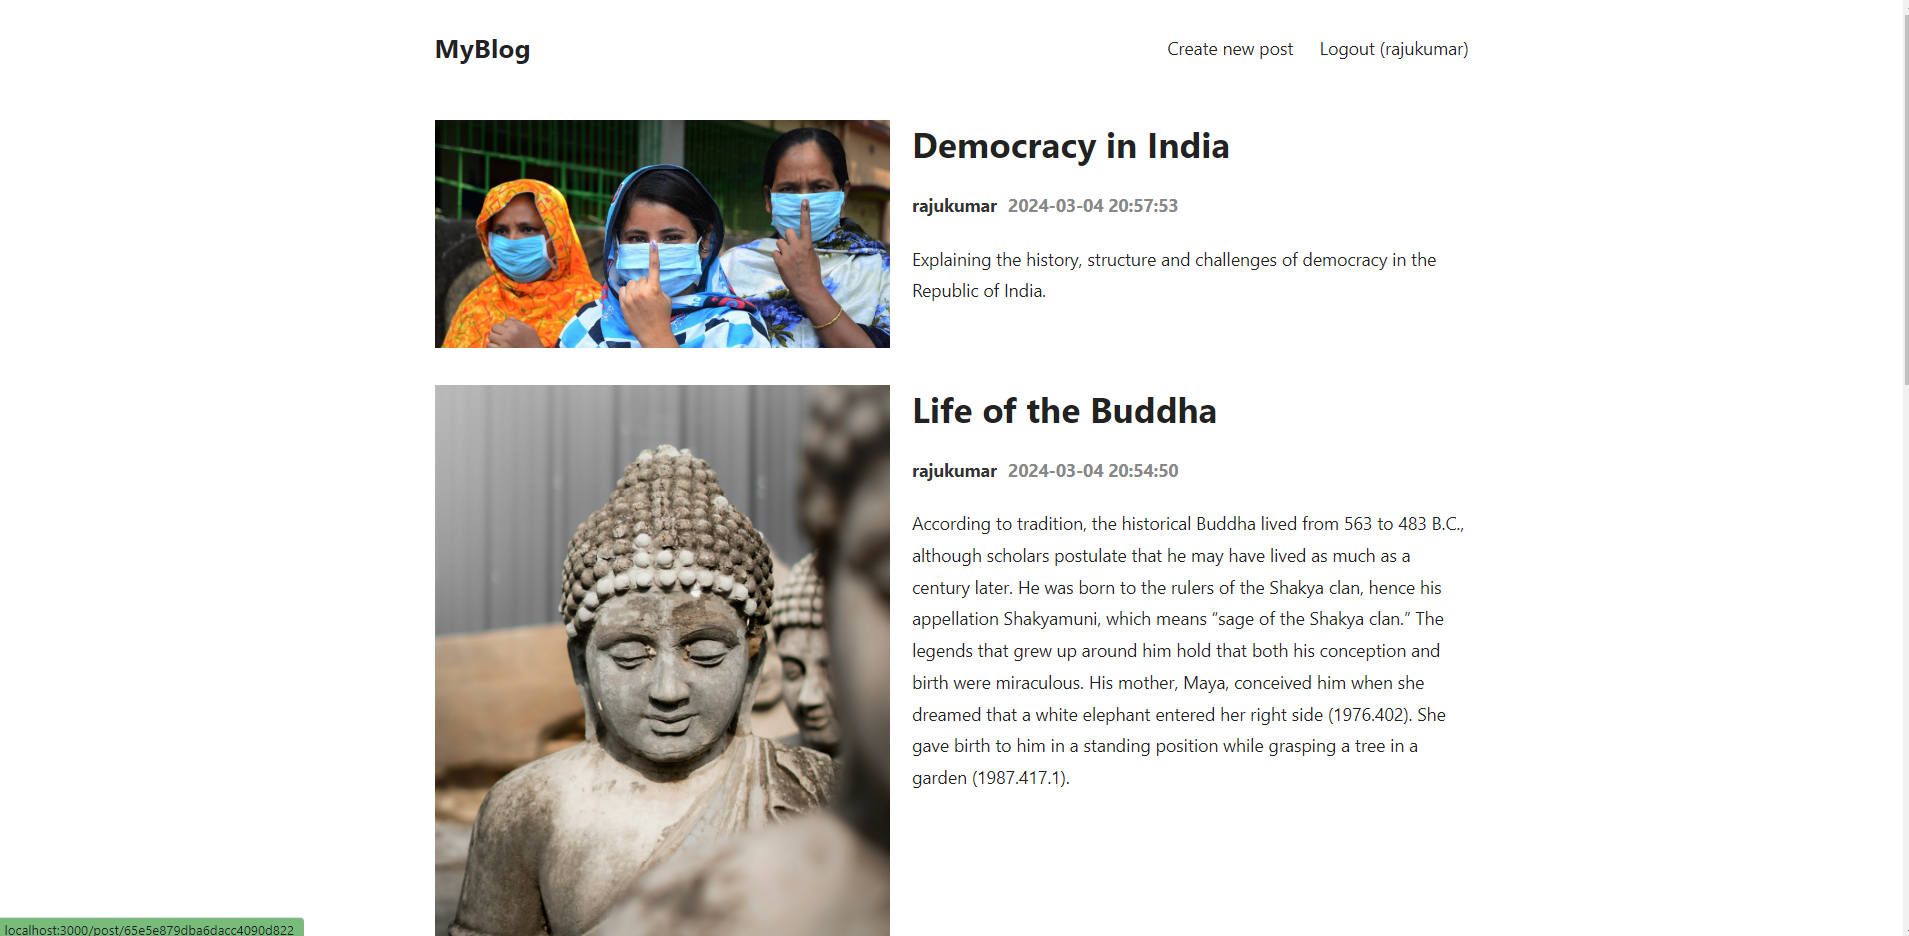 MyBlog
Create new post Logout (rajukumar)
Democracy in India
rajukumar 2024-03-04 20:57:53
Explaining the history, structure and challenges of democracy in the
Republic of India.
Life of the Buddha
rajukumar 2024-03-04 20:54:50
According to tradition, the historical Buddha lived from 563 to 483 B.C.,
although scholars postulate that he may have lived as much as a
century later. He was born to the rulers of the Shakya clan, hence his
appellation Shakyamuni, which means “sage of the Shakya clan.” The
legends that grew up around him hold that both his conception and
birth were miraculous. His mother, Maya, conceived him when she
dreamed that a white elephant entered her right side (1976.402). She
gave birth to him in a standing position while grasping a tree in a
garden (1987.417.1).
localhost:3000/post/65e5e879dba6dacc4090d822